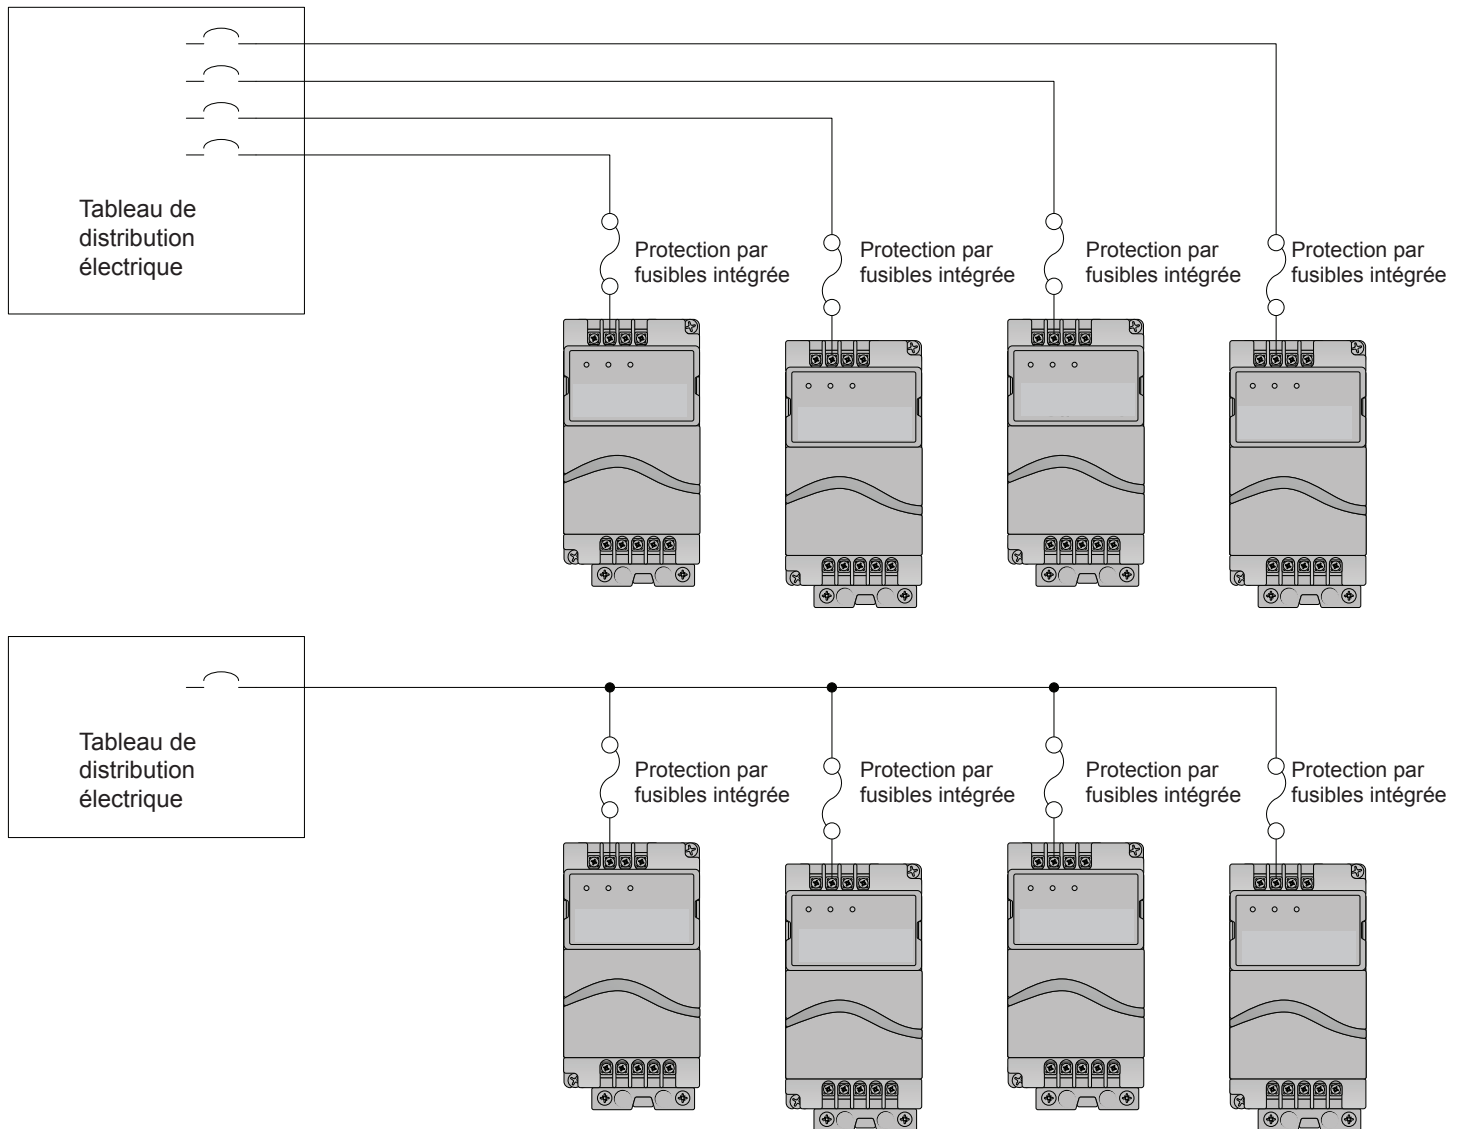 Tableau de
distribution
électrique
Protection par
fusibles intégrée
Protection par
fusibles intégrée
Protection par
fusibles intégrée
Protection par
fusibles intégrée
Tableau de
distribution
électrique
Protection par
fusibles intégrée
Protection par
fusibles intégrée
Protection par
fusibles intégrée
Protection par
fusibles intégrée